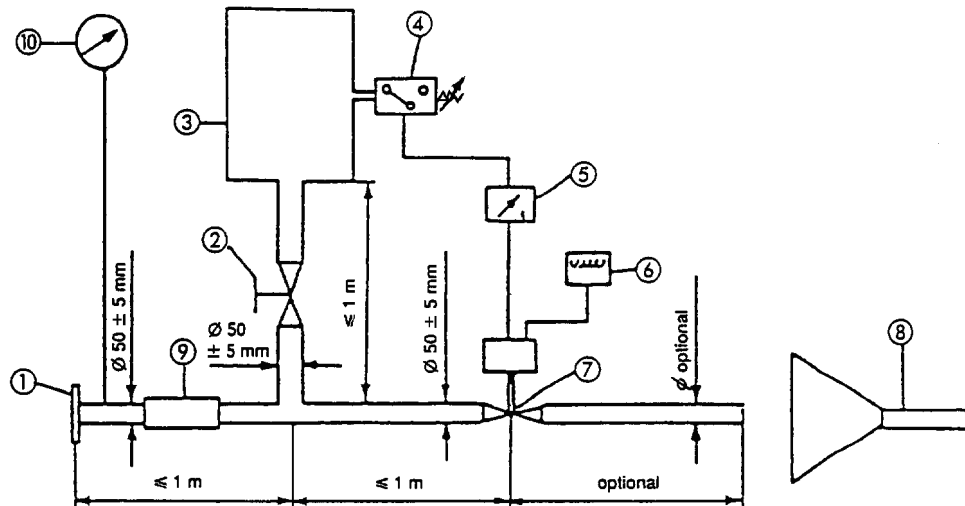 ⑩
④
③
⑤
②
⑥
≤ 1 m
Ø 50 ± 5 mm
Ø 50 ± 5 mm
Ø optional
Ø 50
± 5 mm
⑨
⑦
①
⑧
≤ 1 m
≤ 1 m
optional